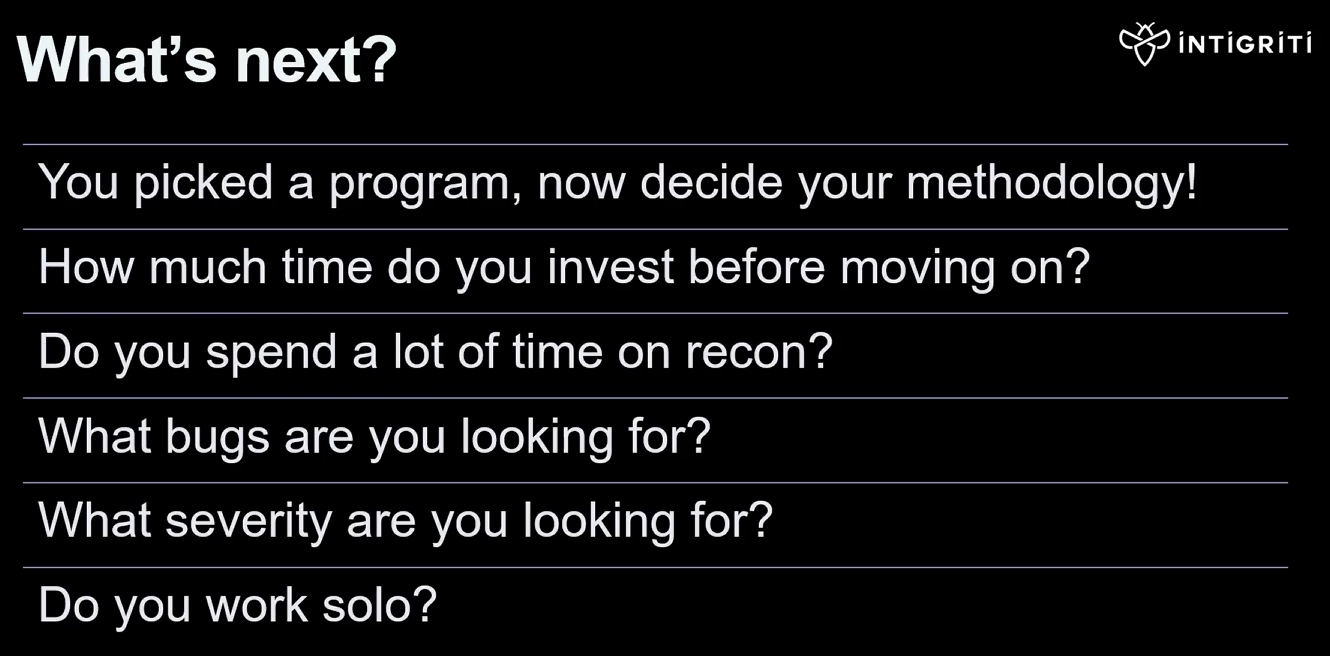 What’s next?
iNTiGRiTi
You picked a program, now decide your methodology!
How much time do you invest before moving on?
Do you spend a lot of time on recon?
What bugs are you looking for?
What severity are you looking for?
Do you work solo?